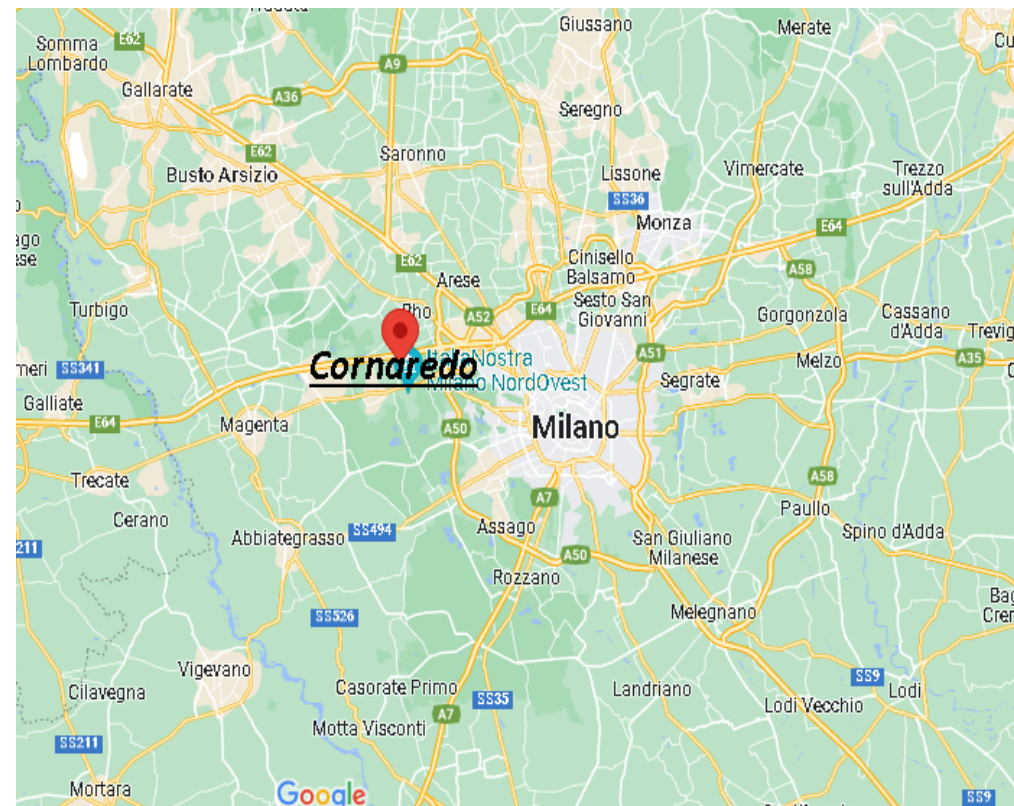 Giussano
Merate
Somma
Lombardo
E62
A9
Gallarate
A36
Seregno
E62
Saronno
Busto Arsizio
Lissone
Vimercate
Trezzo
sull'Adda
SS36
Monza
E64
E62
Arese
Cinisello
Balsamo
A58
Turbigo
Rho
A52
E64
Sesto San
Giovanni
Gorgonzola
Cassano
d'Adda
Cornaredo
Nostra
Milano NordOvest
A51
Melzo
A35
SS341
Segrate
Galliate
E64
Magenta
A50
Milano
Trecate
A58
A7
Cerano
Paullo
211
Abbiategrasso
SS494
Assago
San Giuliano
Milanese
Spino d'Adda
A50
Rozzano
SS526
Melegnano
Vigevano
Cilavegna
Casorate Primo
SS35
Landriano
SS9
Lodi
Lodi Vecchio
A7
Motta Visconti
SS211
Mortara
Google
SS9